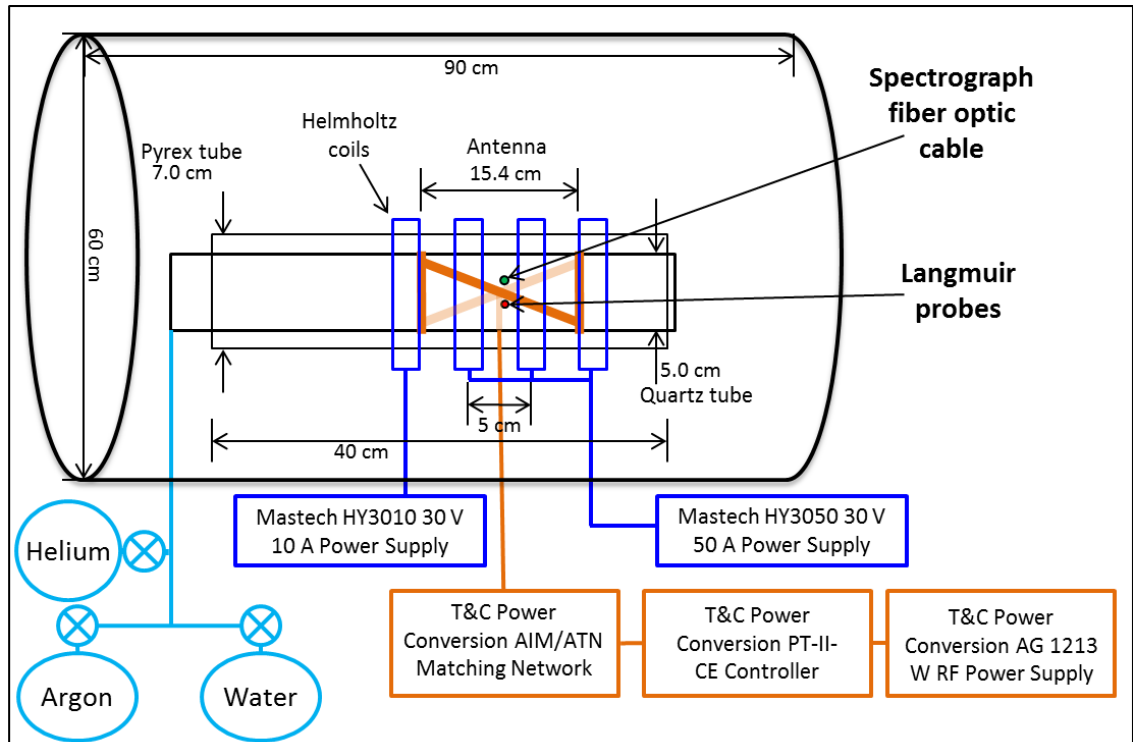 90 cm
Spectrograph
fiber optic
cable
Helmholtz
coils
Antenna
15.4 cm
Pyrex tube
7.0 cm
60 cm
Langmuir
probes
5.0 cm
Quartz tube
5 cm
40 cm
Mastech HY3010 30 V
10 A Power Supply
Mastech HY3050 30 V
50 A Power Supply
Helium
Argon
Water
T&C Power
Conversion AIM/ATN
Matching Network
T&C Power
Conversion PT-II-
CE Controller
T&C Power
Conversion AG 1213
W RF Power Supply